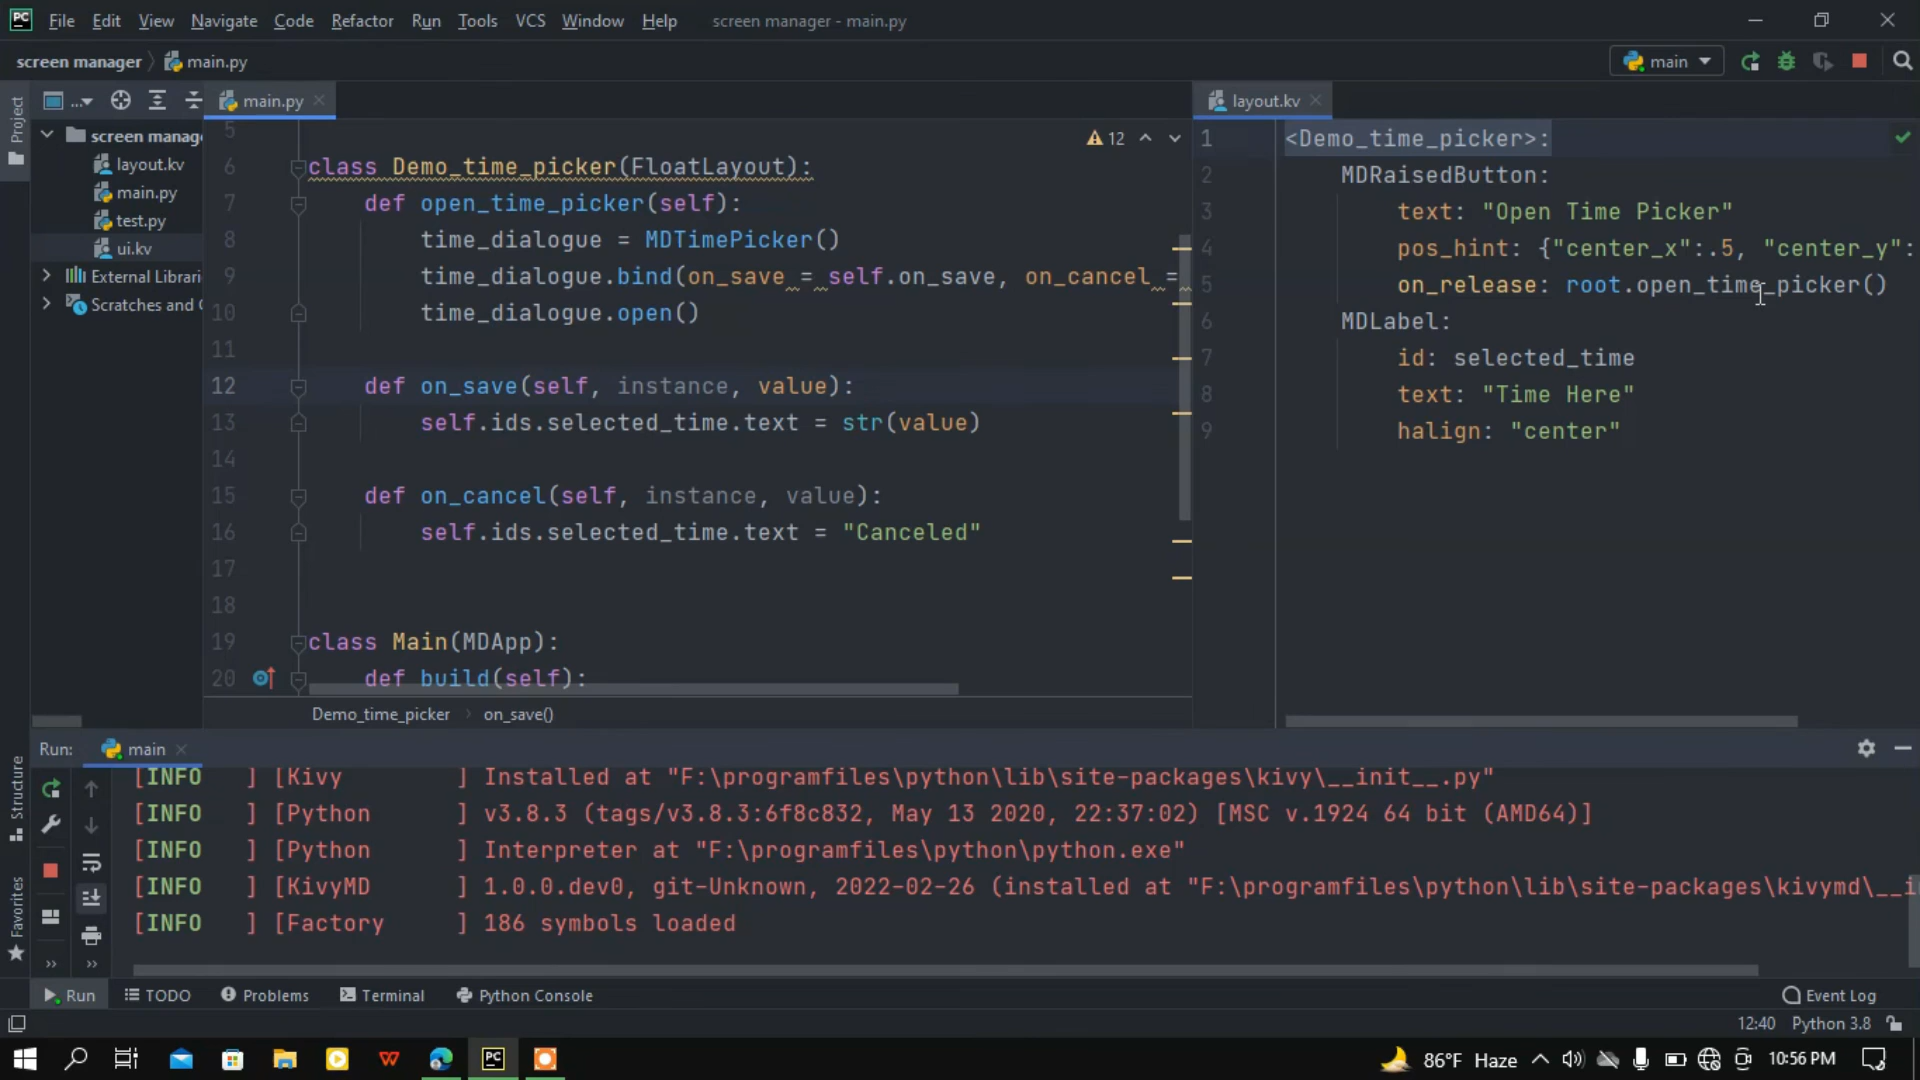 PC File Edit View Navigate Code Refactor Run Tools VCS Window Help screen manager - main.py
screen manager main.py main
Project ... main.py layout.kv
screen manag
layout.kv
main.py
test.py
ui.kv
External Librari
Scratches and
12
5
6 class Demo_time_picker(FloatLayout):
7 def open_time_picker(self):
8 time_dialogue = MDTimePicker()
9 time_dialogue.bind(on_save = self.on_save, on_cancel =
10 time_dialogue.open()
11
12 def on_save(self, instance, value):
13 self.ids.selected_time.text = str(value)
14
15 def on_cancel(self, instance, value):
16 self.ids.selected_time.text = "Canceled"
17
18
19 class Main(MDApp):
20 def build(self):
Demo_time_picker on_save()
1 <Demo_time_picker>:
2 MDRaisedButton:
3 text: "Open Time Picker"
4 pos_hint: {"center_x":.5, "center_y":
5 on_release: root.open_time_picker()
6 MDLabel:
7 id: selected_time
8 text: "Time Here"
9 halign: "center"
Run: main
[INFO ] [Kivy ] Installed at "F:\programfiles\python\lib\site-packages\kivy\__init__.py"
[INFO ] [Python ] v3.8.3 (tags/v3.8.3:6f8c832, May 13 2020, 22:37:02) [MSC v.1924 64 bit (AMD64)]
[INFO ] [Python ] Interpreter at "F:\programfiles\python\python.exe"
[INFO ] [KivyMD ] 1.0.0.dev0, git-Unknown, 2022-02-26 (installed at "F:\programfiles\python\lib\site-packages\kivymd\__i
[INFO ] [Factory ] 186 symbols loaded
Structure
Favorites
Run TODO Problems Terminal Python Console Event Log
12:40 Python 3.8
W PC 86°F Haze 10:56 PM